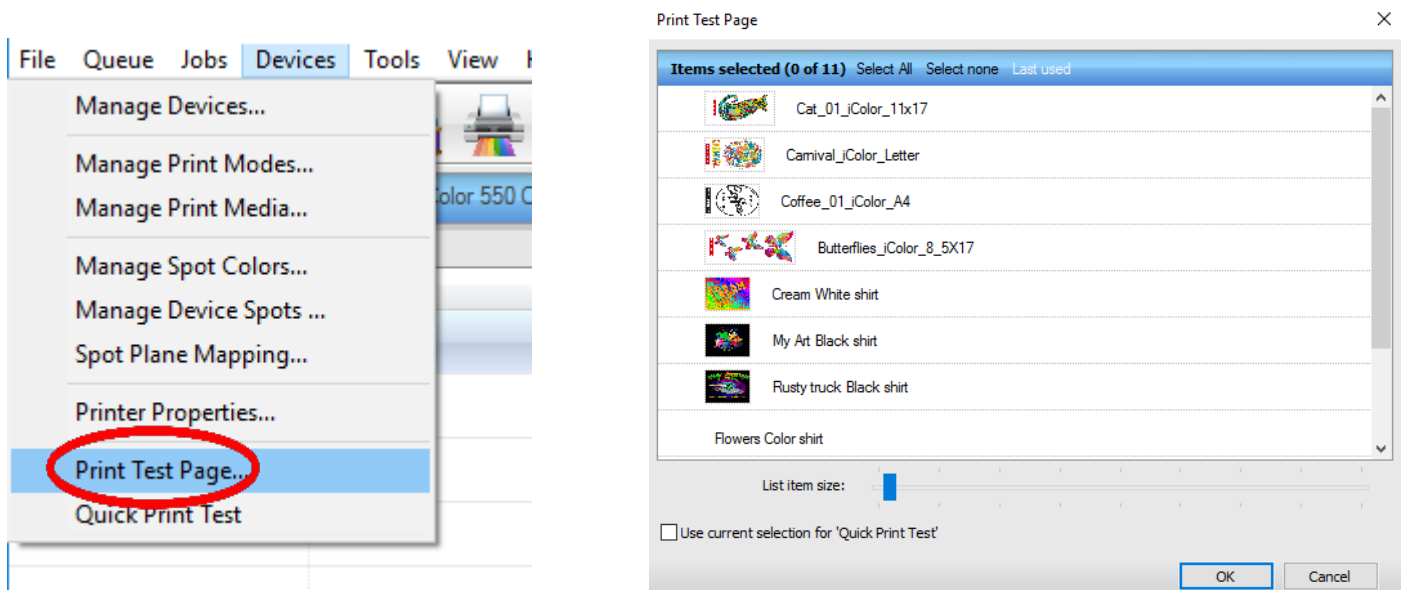 File Queue Jobs Devices Tools View
Manage Devices...
Manage Print Modes...
Manage Print Media...
Manage Spot Colors...
Manage Device Spots ...
Spot Plane Mapping...
Printer Properties...
Print Test Page...
Quick Print Test
Color 550
Print Test Page
Items selected (0 of 11) Select All Select none Last used
Cat_01_iColor_11x17
Carnival_iColor_Letter
Coffee_01_iColor_A4
Butterflies_iColor_8_5X17
Cream White shirt
My Art Black shirt
Rusty truck Black shirt
Flowers Color shirt
List item size:
Use current selection for 'Quick Print Test'
OK Cancel